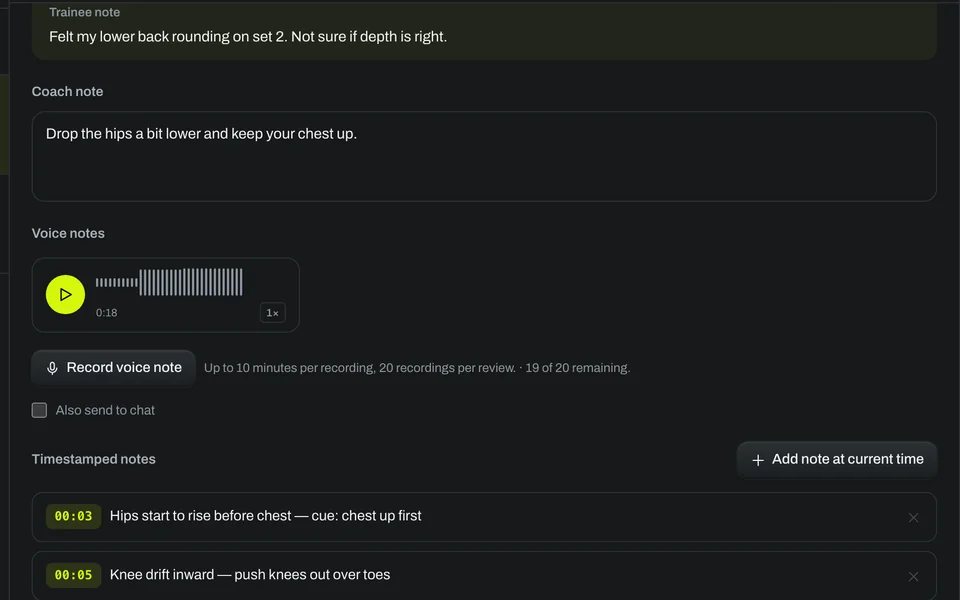 Trainee note
Felt my lower back rounding on set 2. Not sure if depth is right.
Coach note
Drop the hips a bit lower and keep your chest up.
Voice notes
0:18
1×
Record voice note
Up to 10 minutes per recording, 20 recordings per review. · 19 of 20 remaining.
Also send to chat
Timestamped notes
Add note at current time
00:03 Hips start to rise before chest — cue: chest up first
00:05 Knee drift inward — push knees out over toes